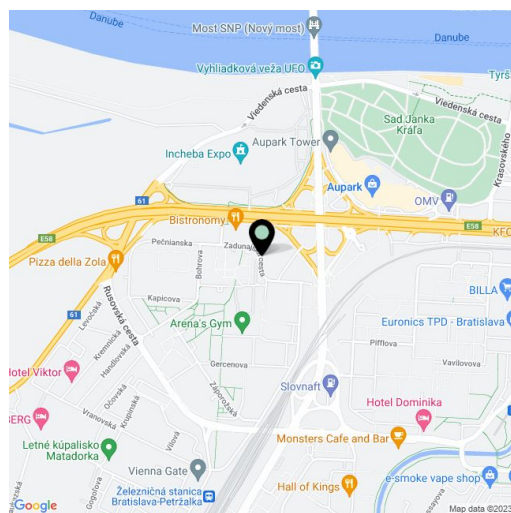 Danube
Most SNP (Nový most)
Danube
Vyhliadková veža UFO
Tyrš
Viedenská cesta
Viedenská cesta
Sad Janka
Kráľa
Krasovského
Aupark Tower
Incheba Expo
61
Aupark
OMV
Bistronomy
E58
E58
KFC
Pečnianska
Zadunajská cesta
Pizza della Zola
Bohrova
BILLA
Rusovská cesta
Kapicova
61
Levočská
Arena's Gym
Euronics TPD - Bratislava
Kremnická
Handlovská
Pifflova
Hotel Viktor
Gercenova
Vavilovova
Slovnaft
Očovská
Krupinská
Záporožská
Hotel Dominika
BERG
Vranovská
Letné kúpalisko
Matadorka
Vilová
Monsters Cafe and Bar
Vienna Gate
Gogoľova
e-smoke vape shop
Hall of Kings
Železničná stanica
Bratislava-Petržalka
Google
Map data ©2023